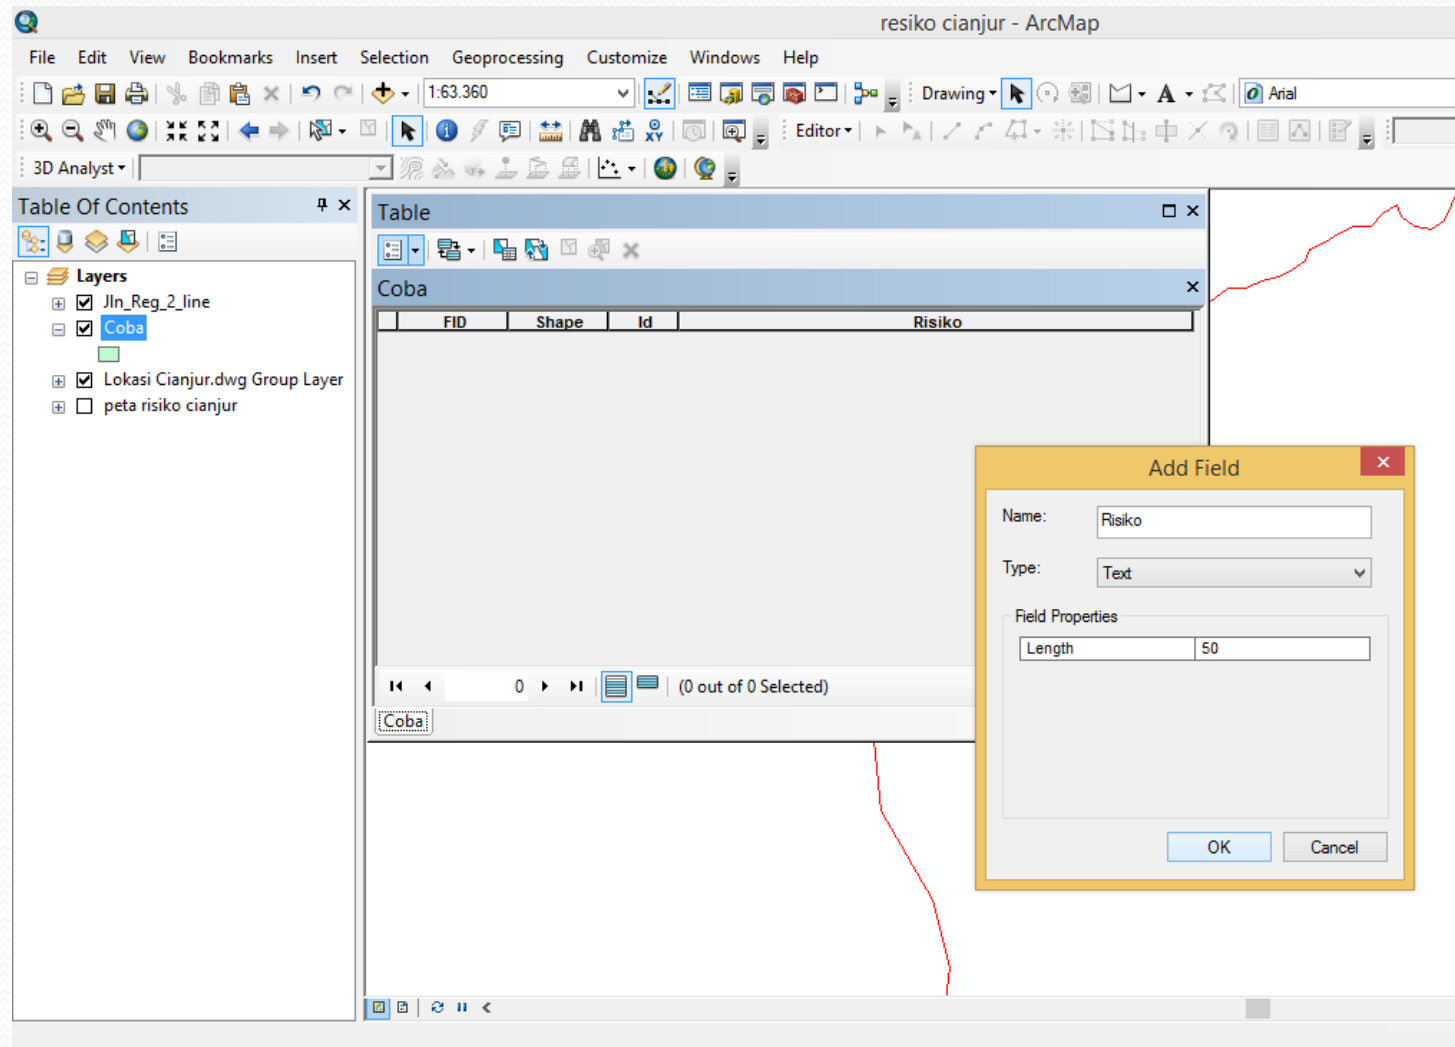 resiko cianjur - ArcMap
File Edit View Bookmarks Insert Selection Geoprocessing Customize Windows Help
1:63.360
Drawing
A
Arial
Editor
3D Analyst
Table Of Contents
Table
Layers
Jln_Reg_2_line
Coba
Lokasi Cianjur.dwg Group Layer
peta risiko cianjur
Coba
FID Shape Id Risiko
0
(0 out of 0 Selected)
Coba
Add Field
Name: Risiko
Type: Text
Field Properties
Length 50
OK Cancel